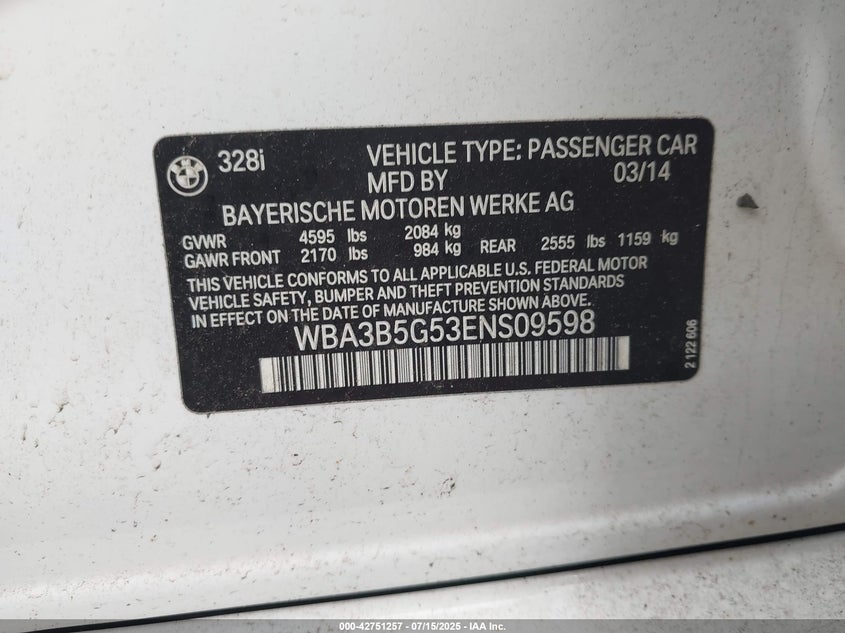 328i VEHICLE TYPE: PASSENGER CAR
MFD BY 03/14
BAYERISCHE MOTOREN WERKE AG
GVWR 4595 lbs 2084 kg
GAWR FRONT 2170 lbs 984 kg REAR 2555 lbs 1159 kg
THIS VEHICLE CONFORMS TO ALL APPLICABLE U.S. FEDERAL MOTOR
VEHICLE SAFETY, BUMPER AND THEFT PREVENTION STANDARDS
IN EFFECT ON THE DATE OF MANUFACTURE SHOWN ABOVE.
WBA3B5G53ENS09598
2 122 606
000-42751257 - 07/15/2025 - IAA Inc.